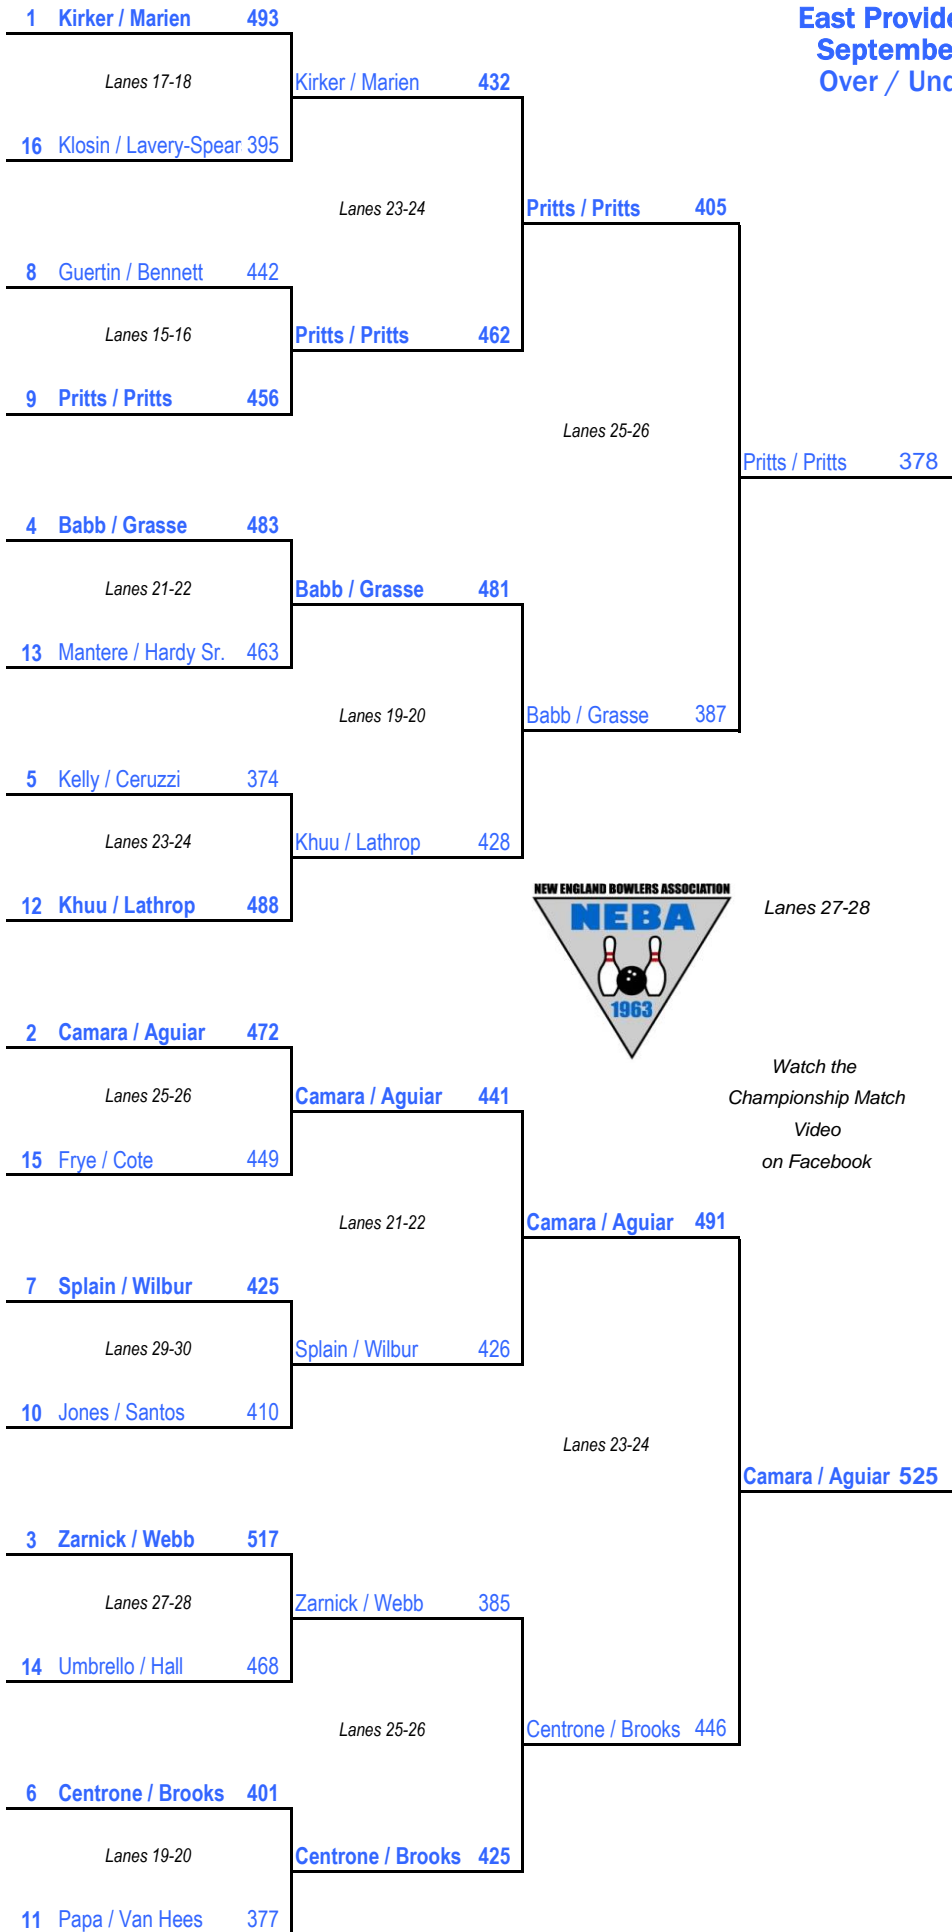 East Provid
Septembe
Over / Un
1 Kirker / Marien 493
Lanes 17-18
16 Klosin / Lavery-Spear 395
8 Guertin / Bennett 442
Lanes 15-16
9 Pritts / Pritts 456
4 Babb / Grasse 483
Lanes 21-22
13 Mantere / Hardy Sr. 463
5 Kelly / Ceruzzi 374
Lanes 23-24
12 Khuu / Lathrop 488
2 Camara / Aguiar 472
Lanes 25-26
15 Frye / Cote 449
7 Splain / Wilbur 425
Lanes 29-30
10 Jones / Santos 410
3 Zarnick / Webb 517
Lanes 27-28
14 Umbrello / Hall 468
6 Centrone / Brooks 401
Lanes 19-20
11 Papa / Van Hees 377
Kirker / Marien 432
Lanes 23-24
Pritts / Pritts 462
Babb / Grasse 481
Lanes 19-20
Khuu / Lathrop 428
Camara / Aguiar 441
Lanes 21-22
Splain / Wilbur 426
Zarnick / Webb 385
Lanes 25-26
Centrone / Brooks 425
Pritts / Pritts 405
Lanes 25-26
Babb / Grasse 387
Camara / Aguiar 491
Lanes 23-24
Centrone / Brooks 446
Pritts / Pritts 378
NEW ENGLAND BOWLERS ASSOCIATION
NEBA
1963
Lanes 27-28
Watch the
Championship Match
Video
on Facebook
Camara / Aguiar 525